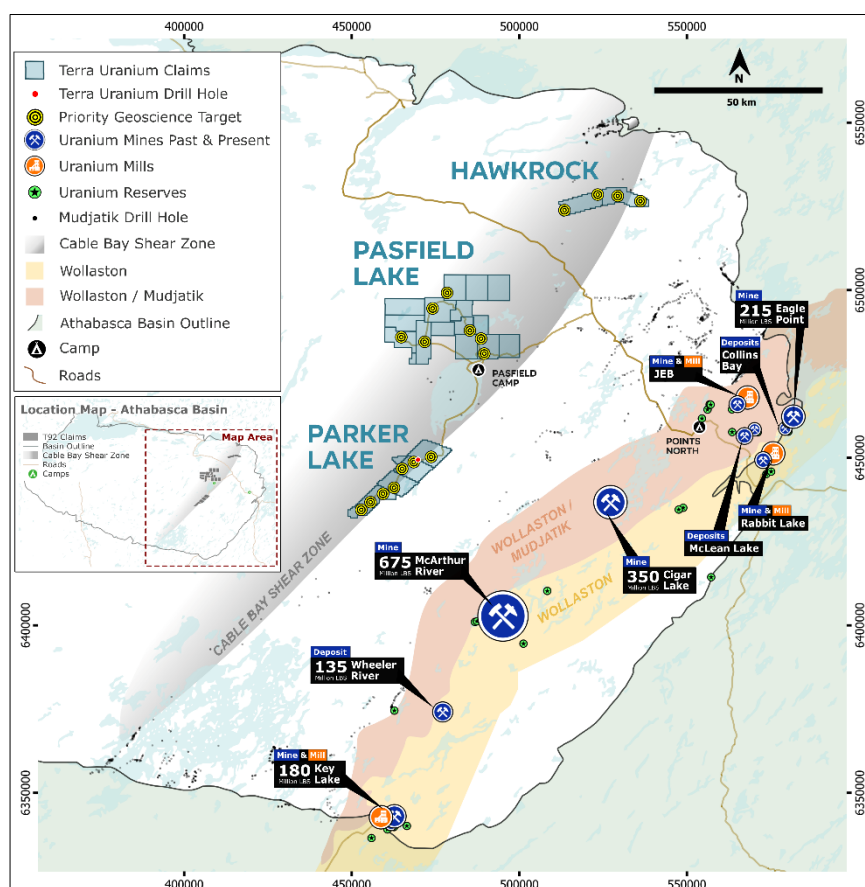 400000
450000
500000
550000
Terra Uranium Claims
Terra Uranium Drill Hole
Priority Geoscience Target
Uranium Mines Past & Present
Uranium Mills
Uranium Reserves
Mudjatik Drill Hole
Cable Bay Shear Zone
Wollaston
Wollaston / Mudjatik
Athabasca Basin Outline
Camp
Roads
N
50 km
6550000
6500000
6450000
6400000
6350000
HAWKROCK
PASFIELD
LAKE
PASFIELD
CAMP
PARKER
LAKE
CABLE BAY SHEAR ZONE
Location Map - Athabasca Basin
T92 Claims
Basin Outline
Cable Bay Shear Zone
Roads
Camps
Map Area
Mine
215 Eagle
Million LBS Point
Deposits
Collins
Bay
Mine & Mill
JEB
POINTS
NORTH
Mine & Mill
Rabbit Lake
Deposits
McLean Lake
WOLLASTON /
MUDJATIK
WOLLASTON
Mine
350 Cigar
Million LBS Lake
Mine
675 McArthur
Million LBS River
Deposit
135 Wheeler
Million LBS River
Mine & Mill
180 Key
Million LBS Lake
400000
450000
500000
550000